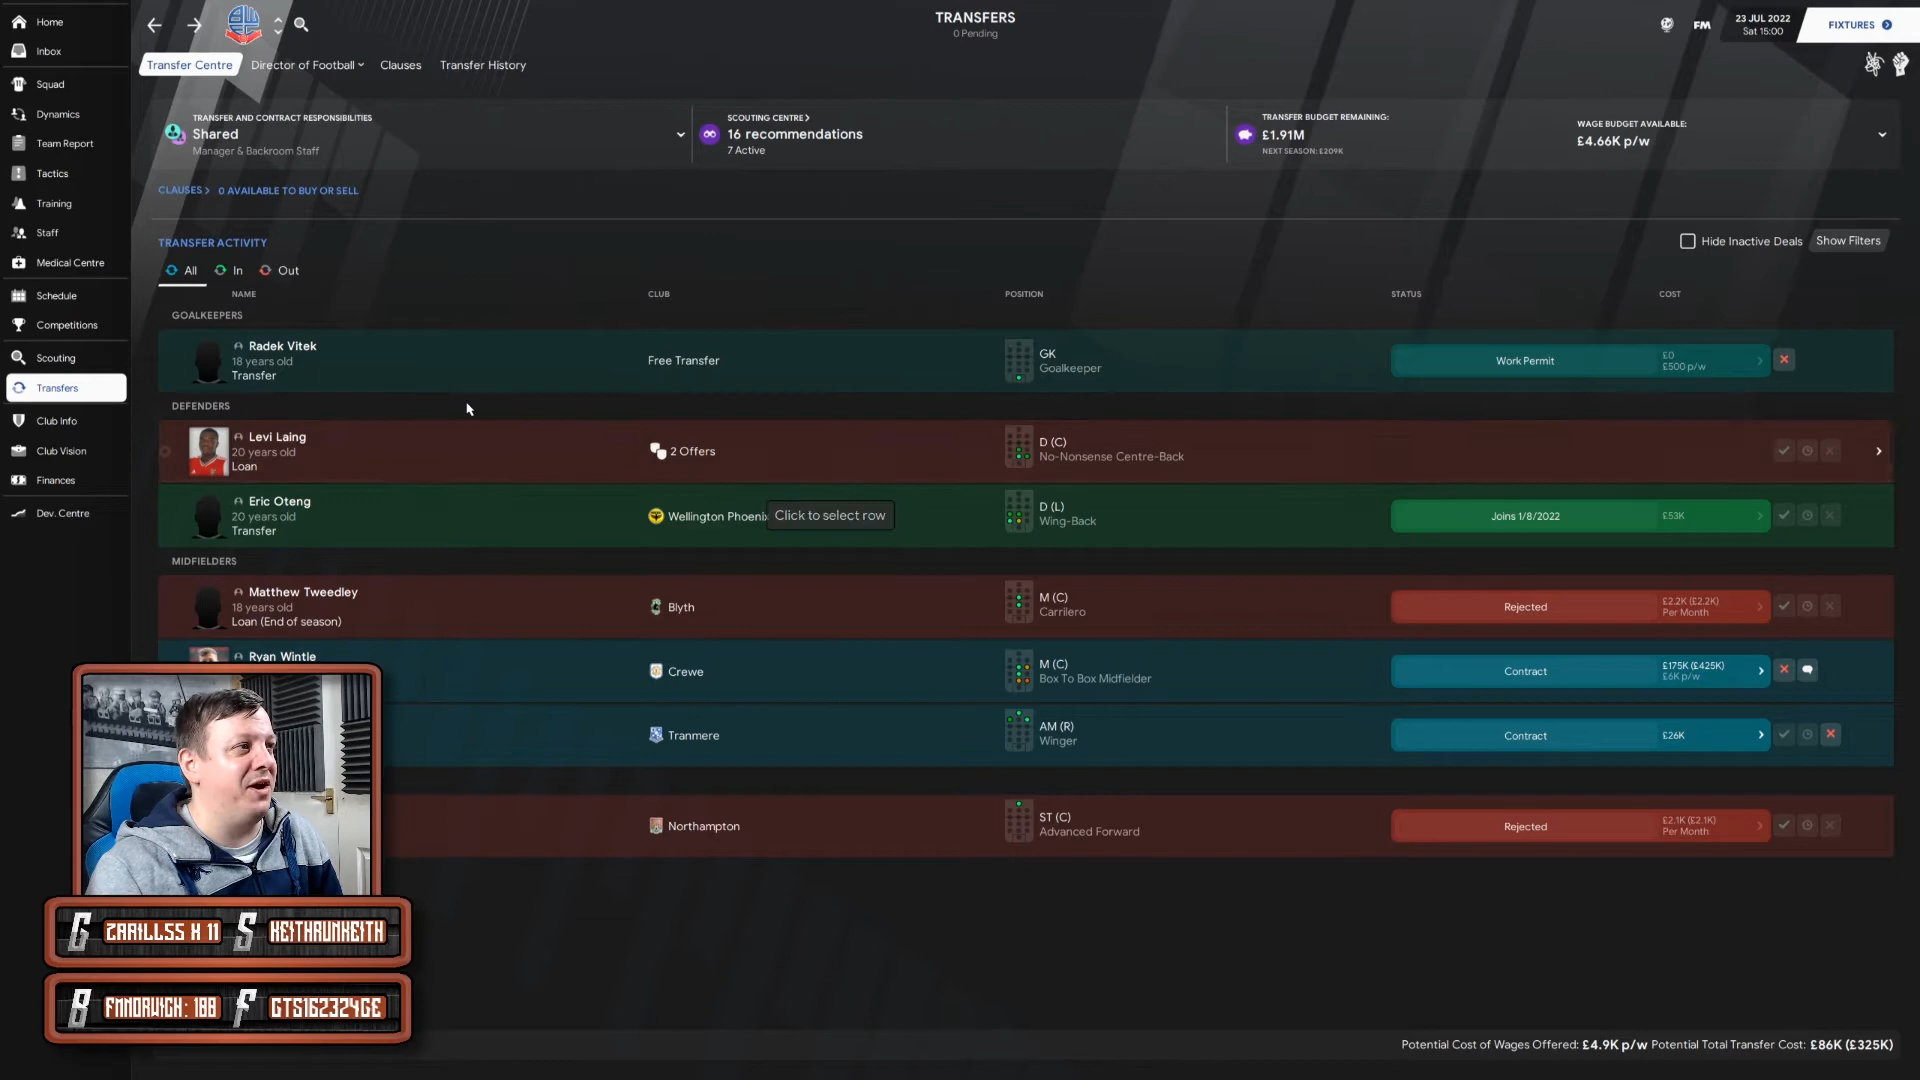 Home
Inbox
Squad
Dynamics
Team Report
Tactics
Training
Staff
Medical Centre
Schedule
Competitions
Scouting
Transfers
Club Info
Club Vision
Finances
Dev. Centre
TRANSFERS
0 Pending
FM
23 JUL 2022
Sat 15:00
FIXTURES
Transfer Centre
Director of Football
Clauses
Transfer History
TRANSFER AND CONTRACT RESPONSIBILITIES
Shared
Manager & Backroom Staff
SCOUTING CENTRE >
16 recommendations
7 Active
TRANSFER BUDGET REMAINING:
£1.91M
NEXT SEASON: £209K
WAGE BUDGET AVAILABLE:
£4.66K p/w
CLAUSES > 0 AVAILABLE TO BUY OR SELL
TRANSFER ACTIVITY
Hide Inactive Deals
Show Filters
All In Out
NAME CLUB POSITION STATUS COST
GOALKEEPERS
Radek Vitek
18 years old
Transfer
Free Transfer
GK
Goalkeeper
Work Permit
£0
£500 p/w
DEFENDERS
Levi Laing
20 years old
Loan
2 Offers
D (C)
No-Nonsense Centre-Back
Eric Oteng
20 years old
Transfer
Wellington Phoenix
Click to select row
D (L)
Wing-Back
Joins 1/8/2022
£53K
MIDFIELDERS
Matthew Tweedley
18 years old
Loan (End of season)
Blyth
M (C)
Carrilero
Rejected
£2.2K (£2.2K)
Per Month
Ryan Wintle
Crewe
M (C)
Box To Box Midfielder
Contract
£175K (£425K)
£6K p/w
Tranmere
AM (R)
Winger
Contract
£26K
Northampton
ST (C)
Advanced Forward
Rejected
£2.1K (£2.1K)
Per Month
G ZARILLSS X 11 S KEITHRUNKEITH
B FMNORWICH: 188 F GTS162324GE
Potential Cost of Wages Offered: £4.9K p/w Potential Total Transfer Cost: £86K (£325K)